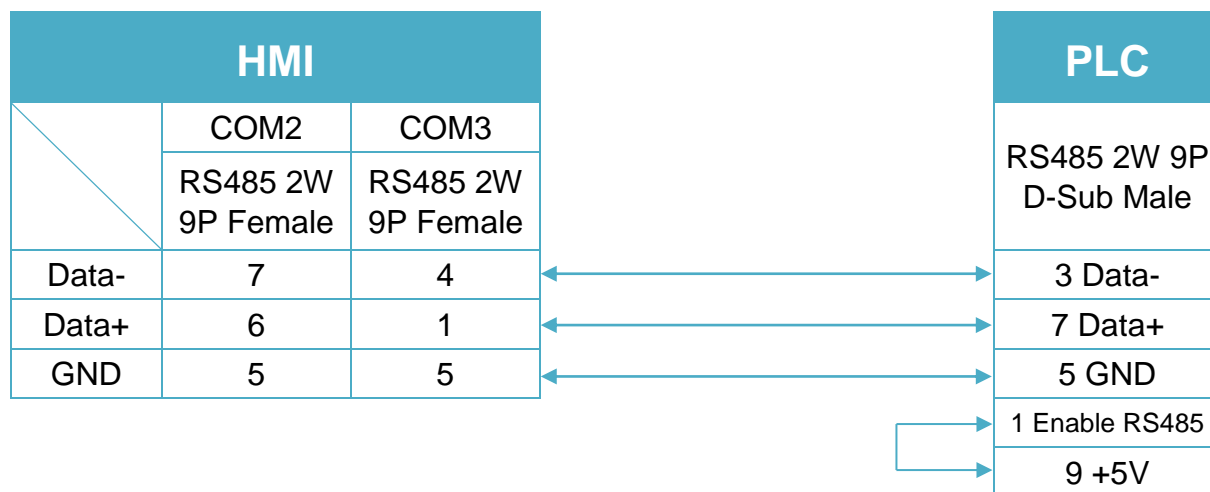 HMI
PLC
COM2
COM3
RS485 2W
9P Female
RS485 2W
9P Female
RS485 2W 9P
D-Sub Male
Data-
7
4
3 Data-
Data+
6
1
7 Data+
GND
5
5
5 GND
1 Enable RS485
9 +5V